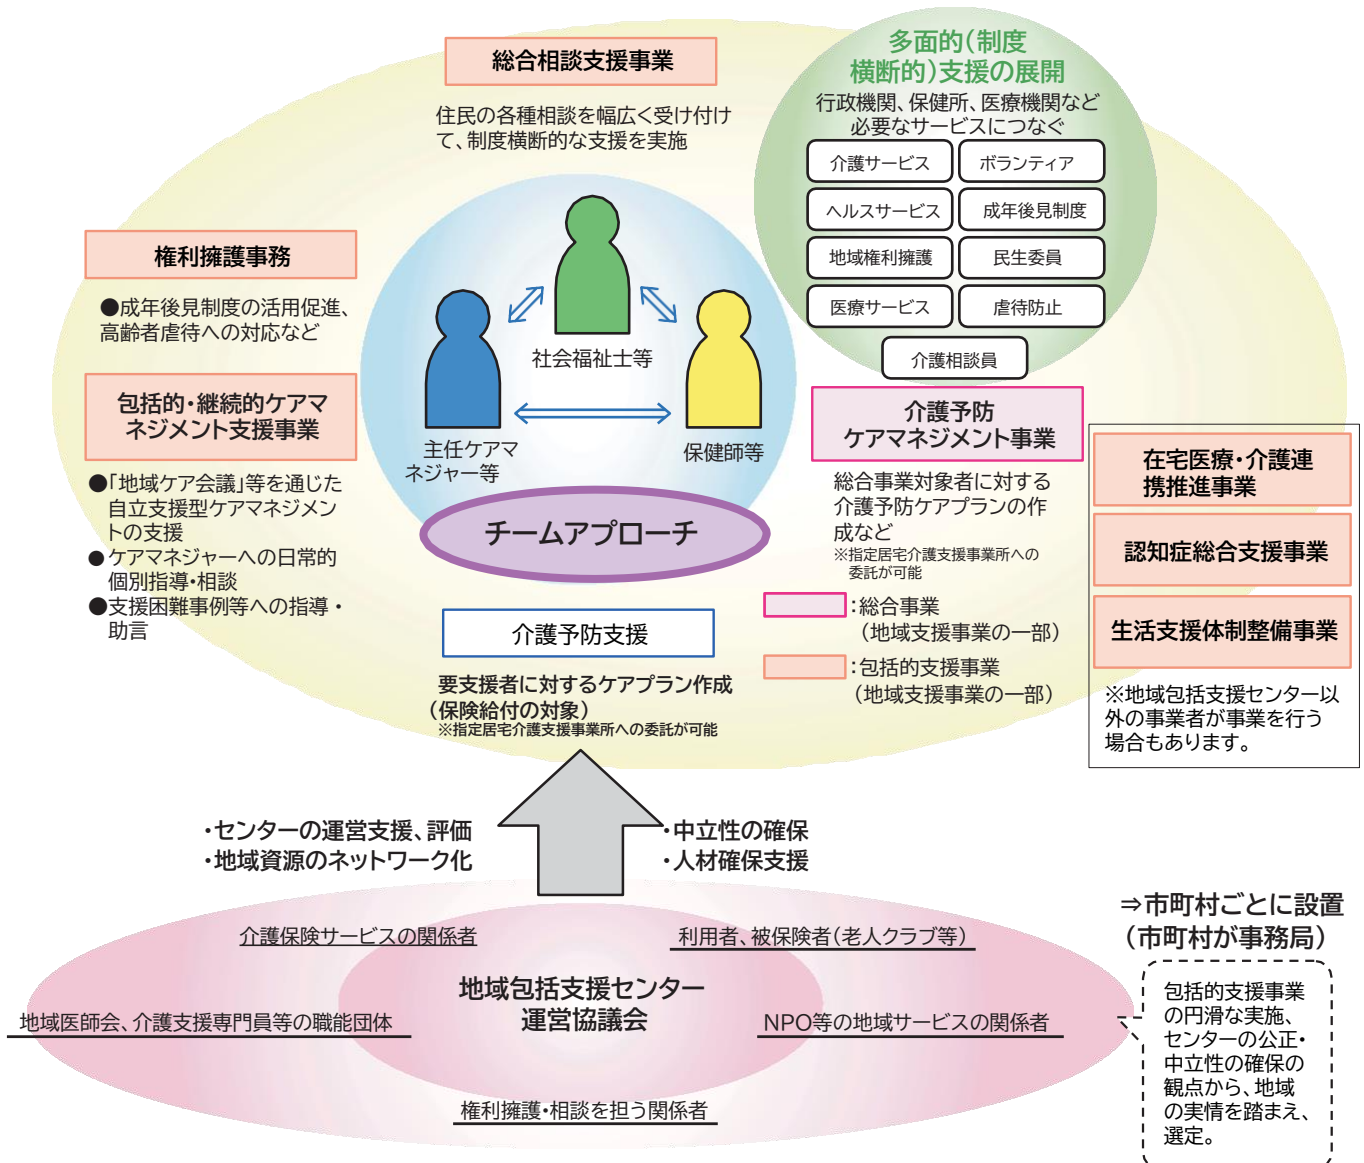 総合相談支援事業
住民の各種相談を幅広く受け付け
て、制度横断的な支援を実施
多面的(制度
横断的)支援の展開
行政機関、保健所、医療機関など
必要なサービスにつなぐ
介護サービス
ボランティア
ヘルスサービス
成年後見制度
地域権利擁護
民生委員
医療サービス
虐待防止
介護相談員
権利擁護事務
●成年後見制度の活用促進、
高齢者虐待への対応など
包括的・継続的ケアマ
ネジメント支援事業
●「地域ケア会議」等を通じた
自立支援型ケアマネジメン
トの支援
●ケアマネジャーへの日常的
個別指導・相談
●支援困難事例等への指導・
助言
社会福祉士等
主任ケアマ
ネジャー等
保健師等
チームアプローチ
介護予防
ケアマネジメント事業
総合事業対象者に対する
介護予防ケアプランの作
成など
※指定居宅介護支援事業所への
委託が可能
:総合事業
(地域支援事業の一部)
:包括的支援事業
(地域支援事業の一部)
在宅医療・介護連
携推進事業
認知症総合支援事業
生活支援体制整備事業
※地域包括支援センター以
外の事業者が事業を行う
場合もあります。
介護予防支援
要支援者に対するケアプラン作成
(保険給付の対象)
※指定居宅介護支援事業所への委託が可能
・センターの運営支援、評価
・地域資源のネットワーク化
・中立性の確保
・人材確保支援
介護保険サービスの関係者
利用者、被保険者(老人クラブ等)
地域包括支援センター
運営協議会
地域医師会、介護支援専門員等の職能団体
NPO等の地域サービスの関係者
権利擁護・相談を担う関係者
⇒市町村ごとに設置
(市町村が事務局)
包括的支援事業
の円滑な実施、
センターの公正・
中立性の確保の
観点から、地域
の実情を踏まえ、
選定。